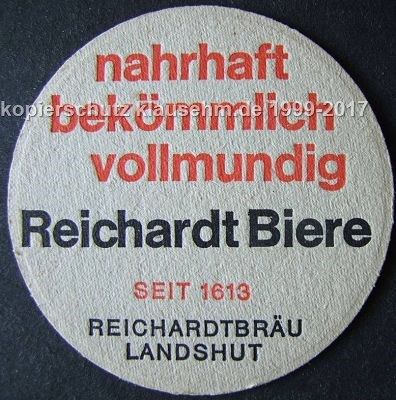 nahrhaft
kopierschutz klausehm.de/1999-2017
bekömmlich
vollmundig
Reichardt Biere
SEIT 1613
REICHARDTBRÄU
LANDSHUT